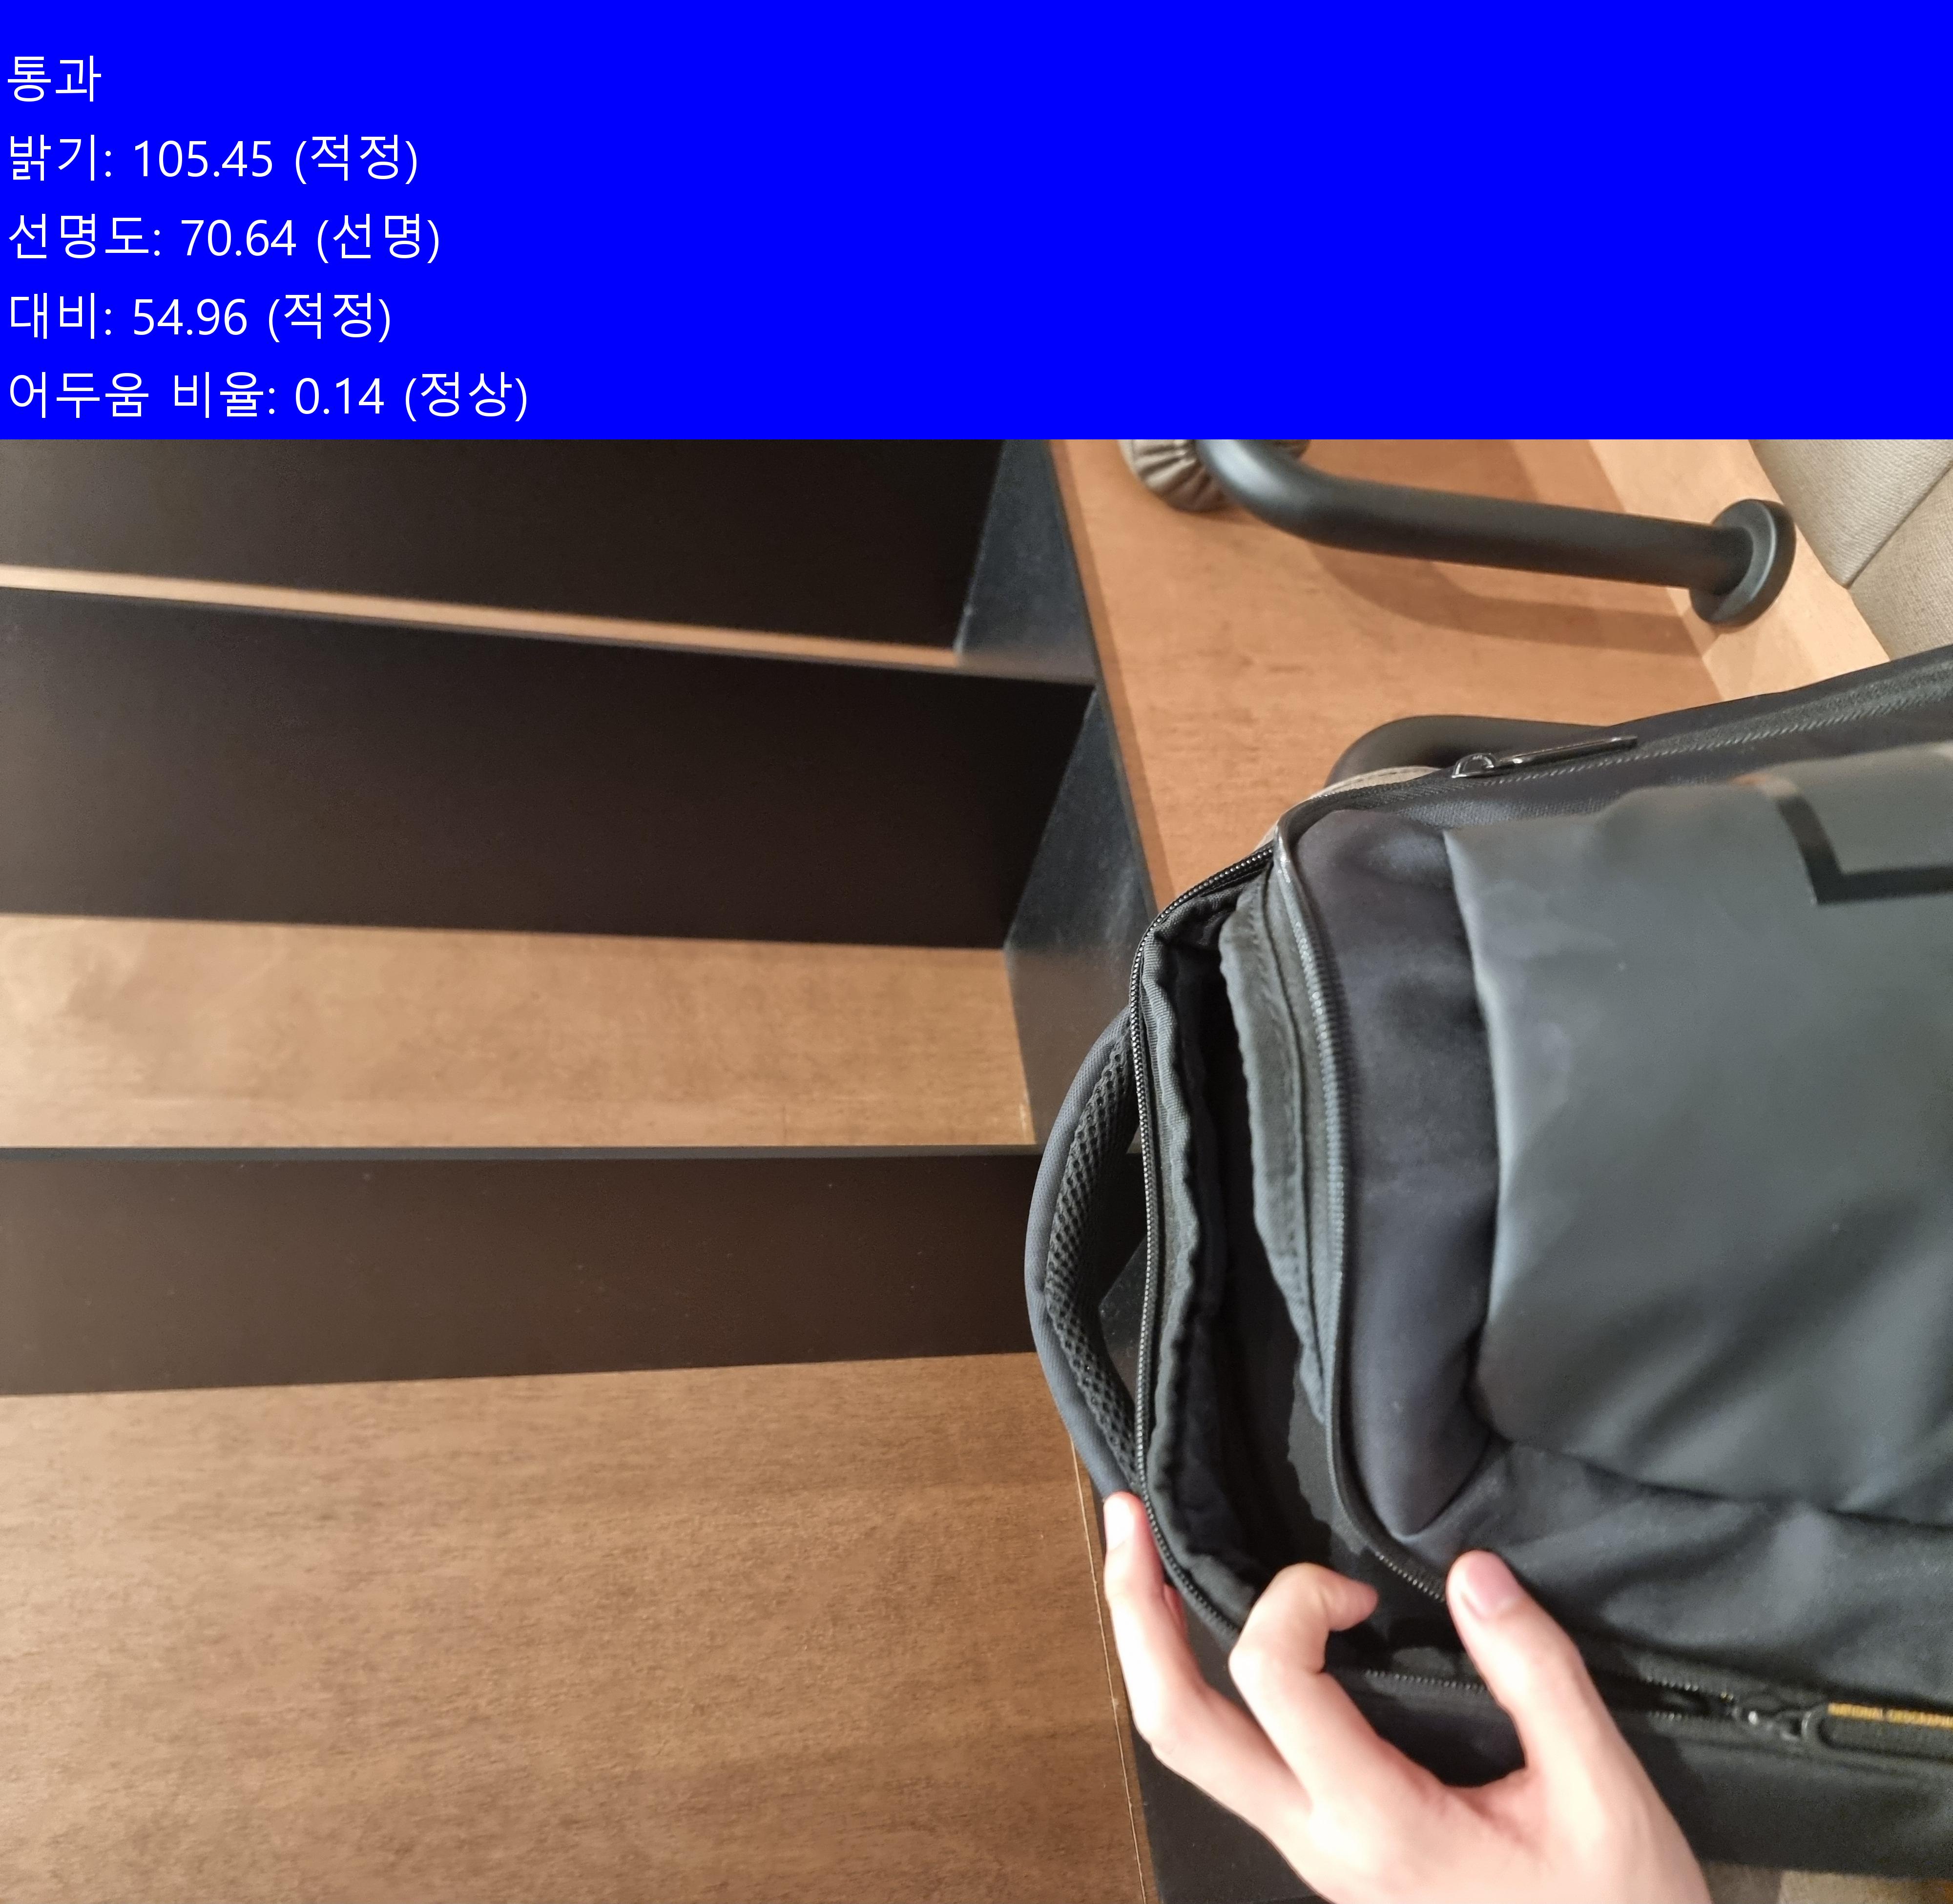 통과
밝기: 105.45 (적정)
선명도: 70.64 (선명)
대비: 54.96 (적정)
어두움 비율: 0.14 (정상)
NATIONAL